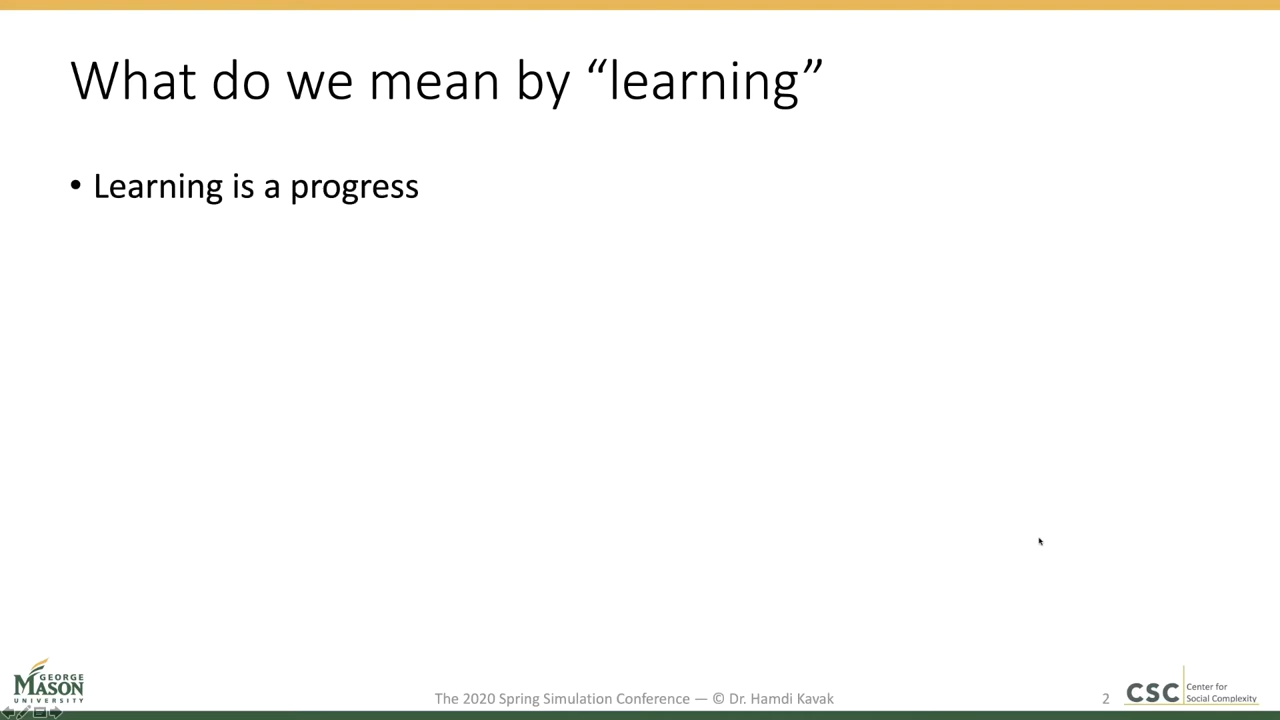 What do we mean by “learning”
• Learning is a progress
GEORGE
MASON
UNIVERSITY
The 2020 Spring Simulation Conference — © Dr. Hamdi Kavak
2
CSC Center for
Social Complexity